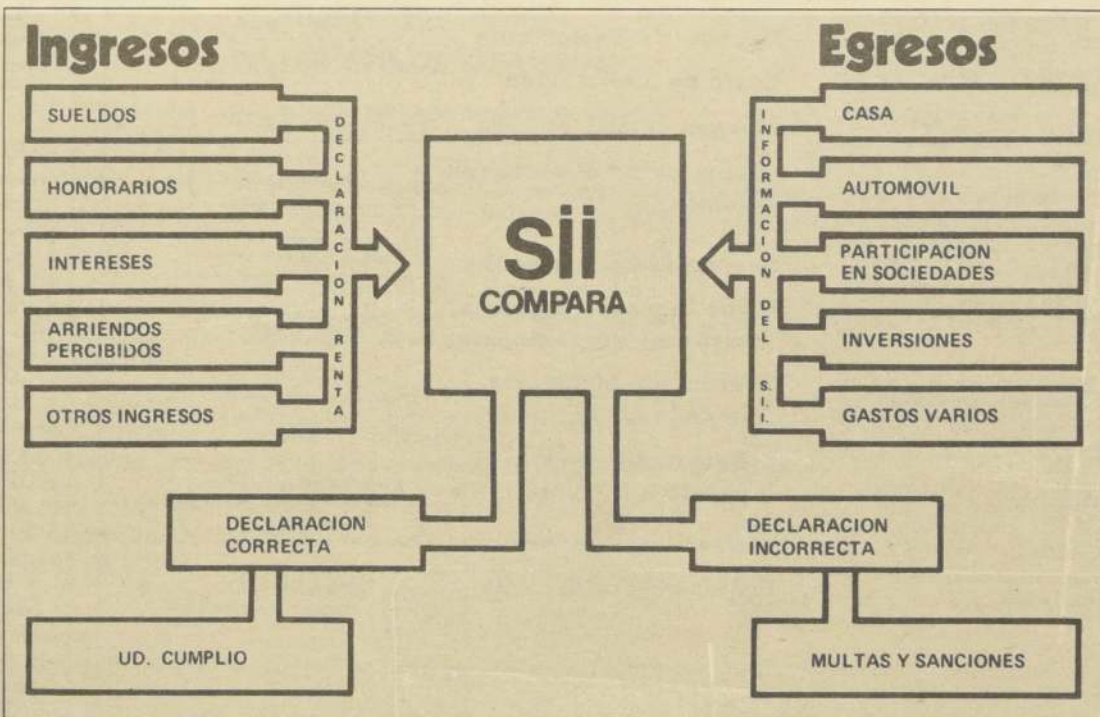 Ingresos
SUELDOS
HONORARIOS
INTERESES
ARRIENDOS
PERCIBIDOS
OTROS INGRESOS
DECLARACION RENTA
Sii
COMPARA
Egresos
INFORMACION DEL S.I.I.
CASA
AUTOMOVIL
PARTICIPACION
EN SOCIEDADES
INVERSIONES
GASTOS VARIOS
DECLARACION
CORRECTA
UD. CUMPLIO
DECLARACION
INCORRECTA
MULTAS Y SANCIONES